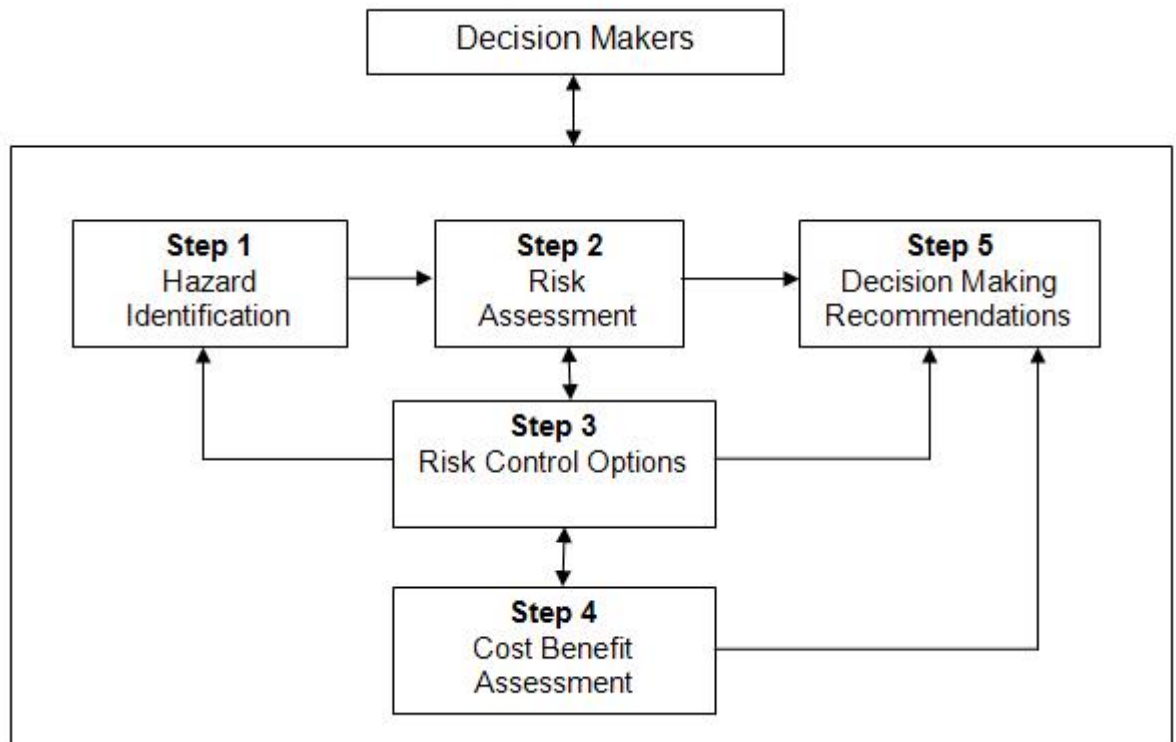 Decision Makers
Step 1
Hazard
Identification
Step 2
Risk
Assessment
Step 5
Decision Making
Recommendations
Step 3
Risk Control Options
Step 4
Cost Benefit
Assessment